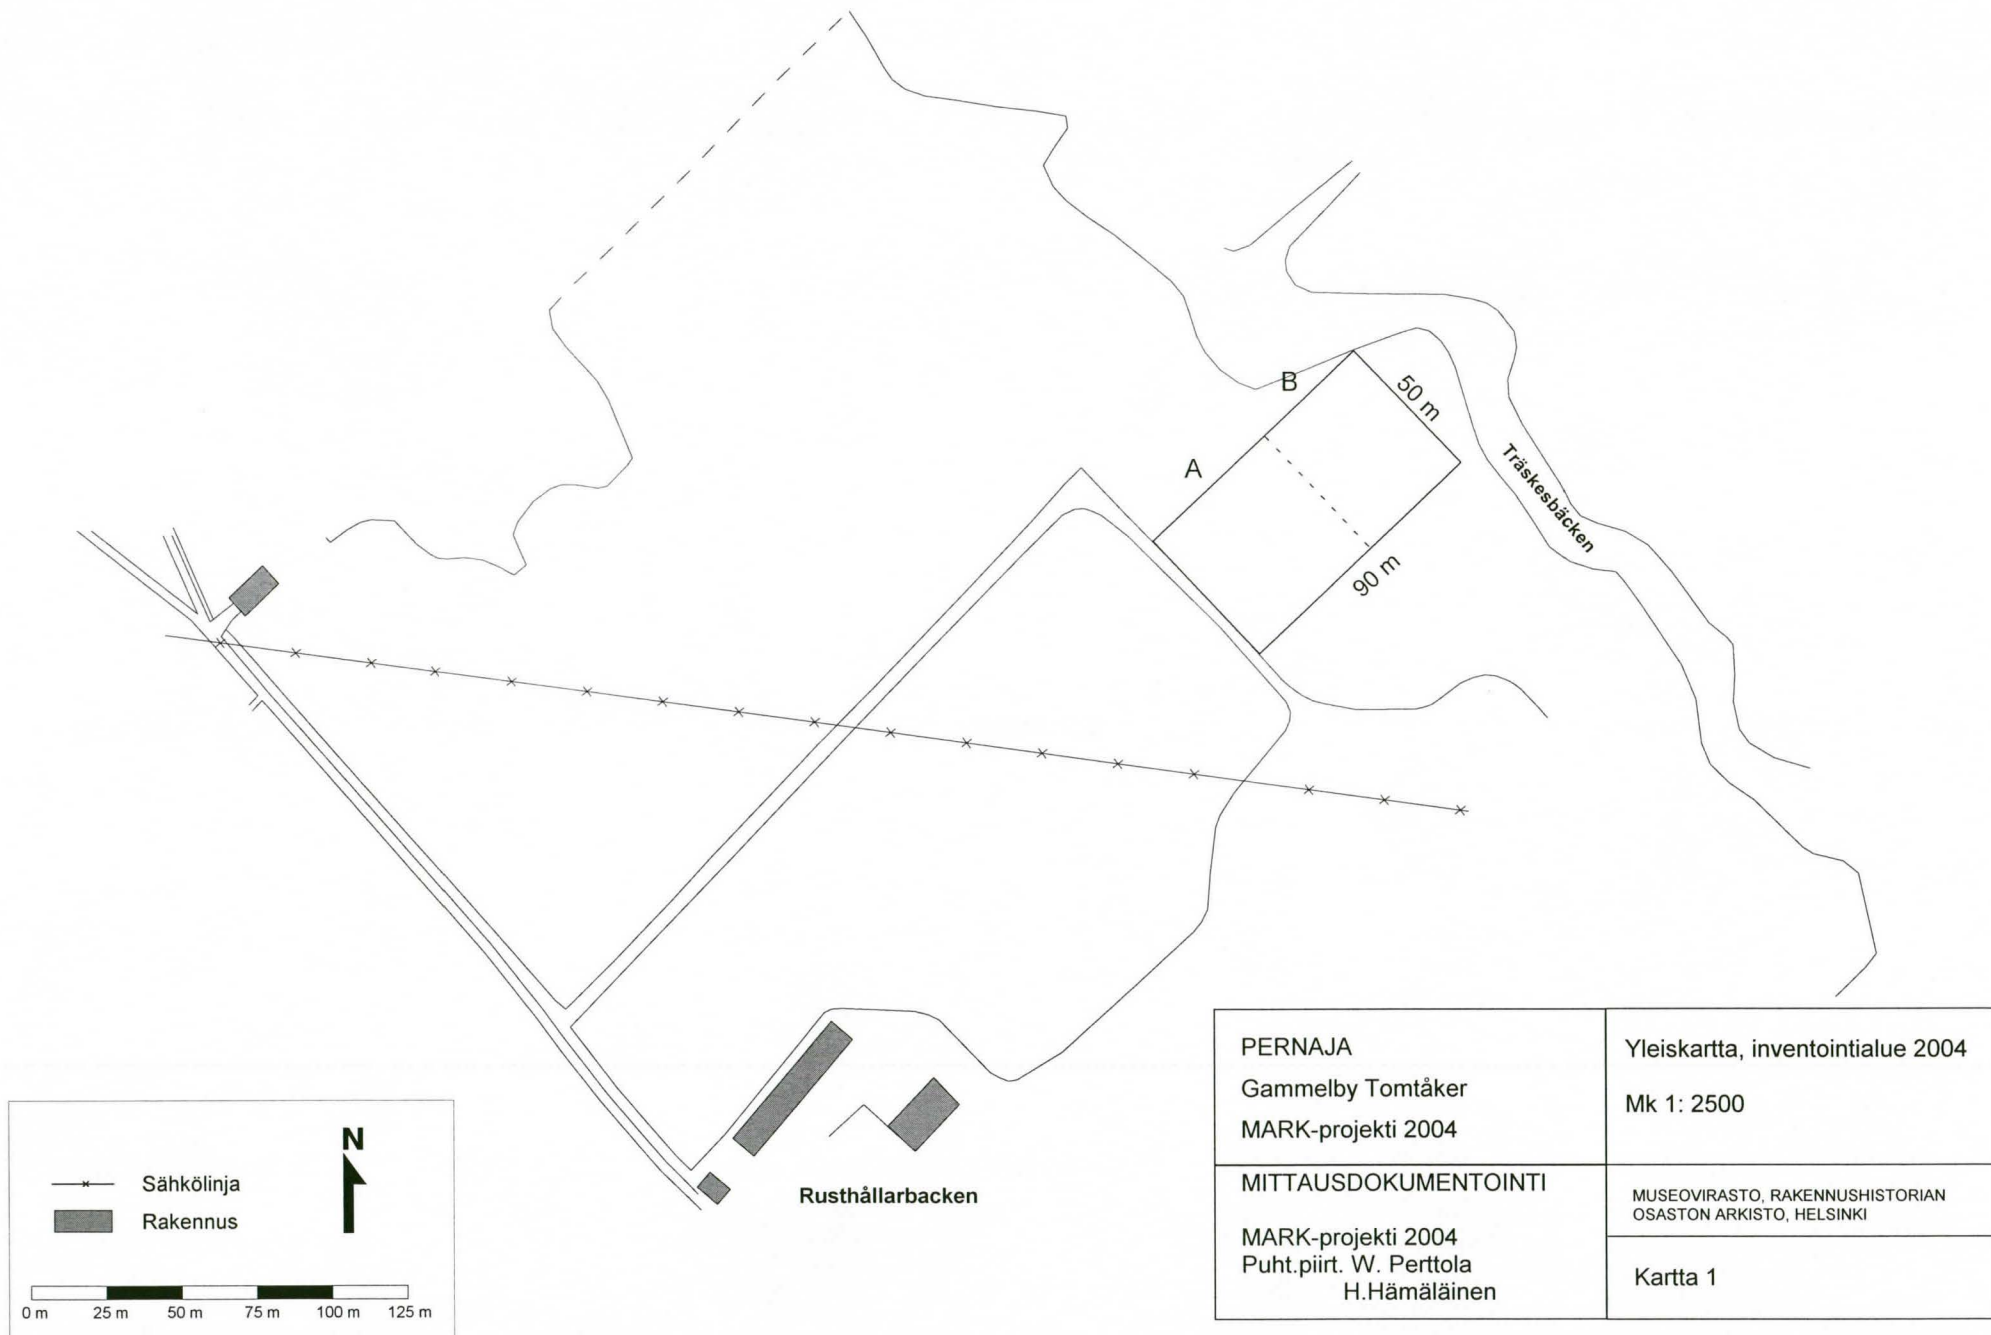 B
50 m
A
90 m
Träskesbäcken
Rusthållarbacken
N
Sähkölinja
Rakennus
0 m 25 m 50 m 75 m 100 m 125 m
PERNAJA
Gammelby Tomtåker
MARK-projekti 2004
Yleiskartta, inventointialue 2004
Mk 1: 2500
MITTAUSDOKUMENTOINTI
MARK-projekti 2004
Puht.piirt. W. Perttola
H.Hämäläinen
MUSEOVIRASTO, RAKENNUSHISTORIAN
OSASTON ARKISTO, HELSINKI
Kartta 1